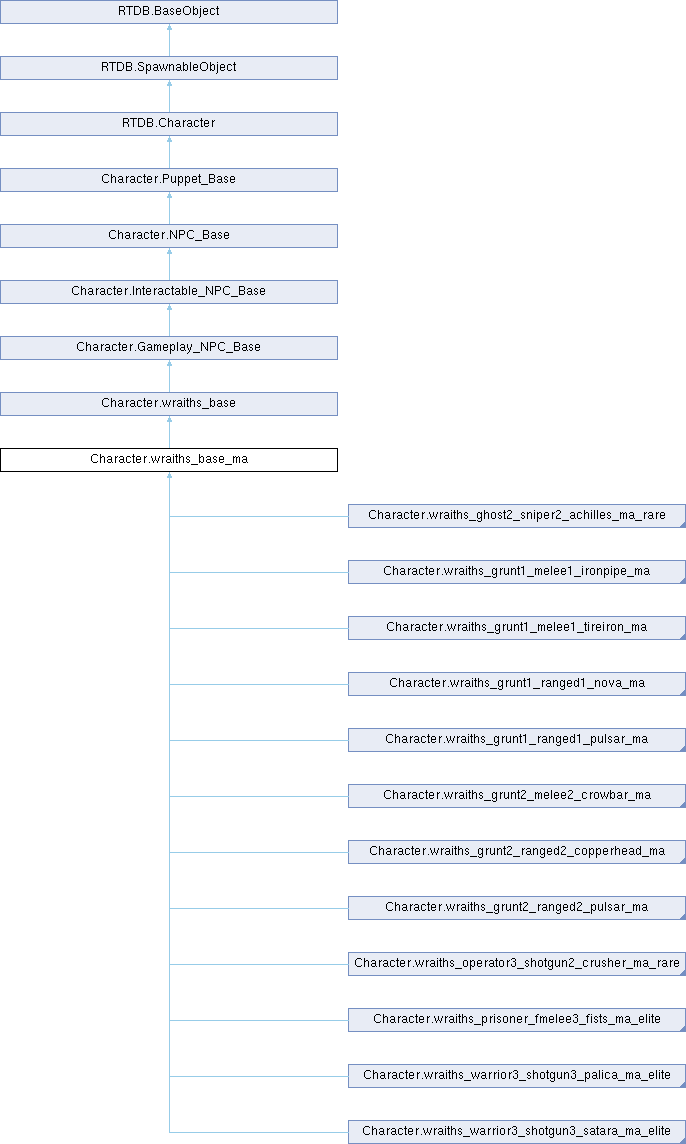 RTDB.BaseObject
RTDB.SpawnableObject
RTDB.Character
Character.Puppet_Base
Character.NPC_Base
Character.Interactable_NPC_Base
Character.Gameplay_NPC_Base
Character.wraiths_base
Character.wraiths_base_ma
Character.wraiths_ghost2_sniper2_achilles_ma_rare
Character.wraiths_grunt1_melee1_ironpipe_ma
Character.wraiths_grunt1_melee1_tireiron_ma
Character.wraiths_grunt1_ranged1_nova_ma
Character.wraiths_grunt1_ranged1_pulsar_ma
Character.wraiths_grunt2_melee2_crowbar_ma
Character.wraiths_grunt2_ranged2_copperhead_ma
Character.wraiths_grunt2_ranged2_pulsar_ma
Character.wraiths_operator3_shotgun2_crusher_ma_rare
Character.wraiths_prisoner_fmelee3_fists_ma_elite
Character.wraiths_warrior3_shotgun3_palica_ma_elite
Character.wraiths_warrior3_shotgun3_satara_ma_elite